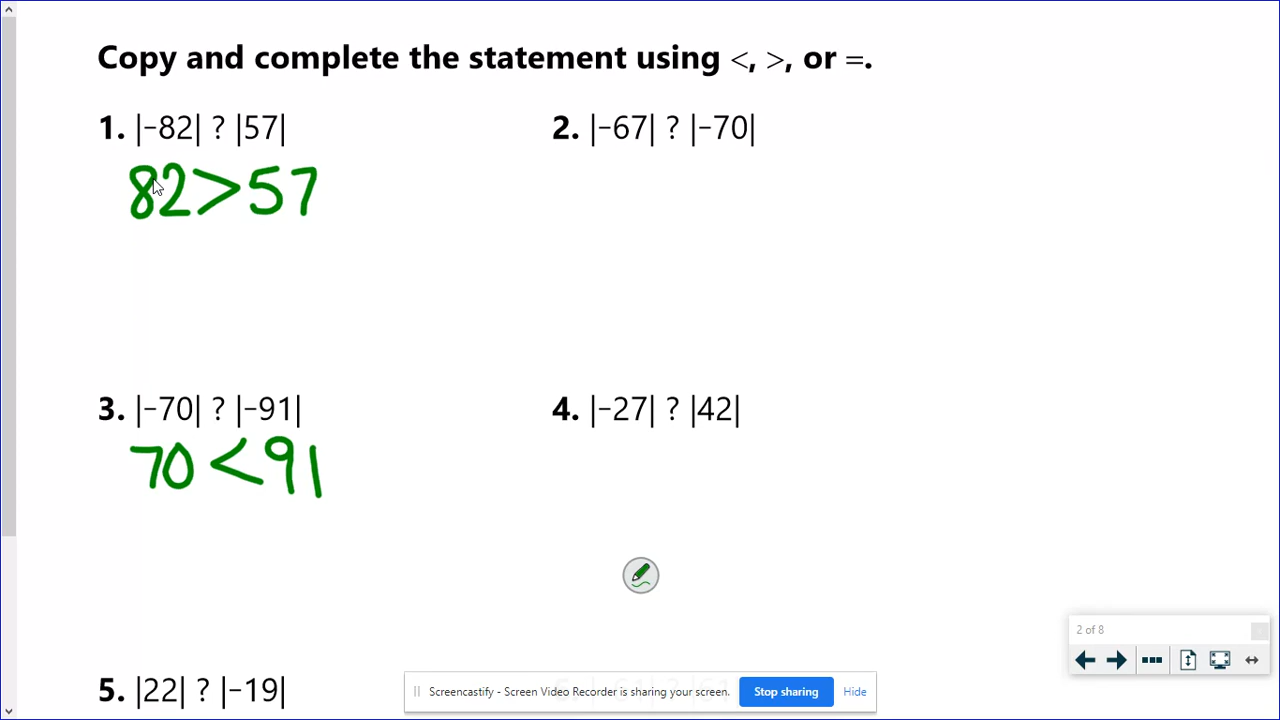 Copy and complete the statement using <, >, or =.
1. |-82| ? |57|
2. |-67| ? |-70|
82 > 57
3. |-70| ? |-91|
4. |-27| ? |42|
70 < 91
2 of 8
5. |22| ? |-19|
Screencastify - Screen Video Recorder is sharing your screen.
Stop sharing
Hide